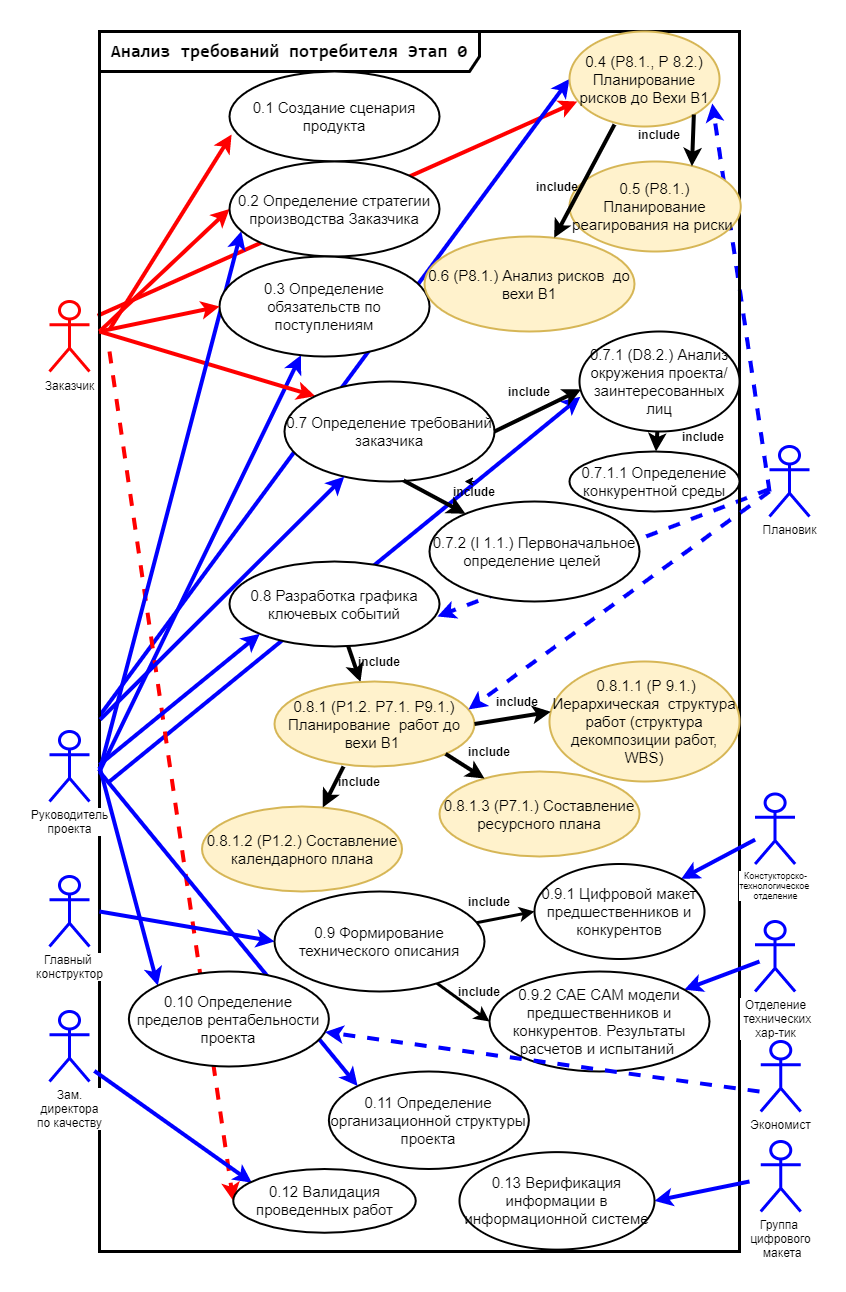 Анализ требований потребителя Этап 0
0.1 Создание сценария
продукта
0.4 (P8.1., P 8.2.)
Планирование
рисков до Вехи В1
include
include
0.2 Определение стратегии
производства Заказчика
0.5 (P8.1.)
Планирование
реагирования на риски
0.6 (P8.1.) Анализ рисков до
вехи В1
0.3 Определение
обязательств по
поступлениям
Заказчик
0.7 Определение требований
заказчика
include
0.7.1 (D8.2.) Анализ
окружения проекта/
заинтересованных
лиц
include
0.7.1.1 Определение
конкурентной среды
include
Плановик
0.7.2 (I 1.1.) Первоначальное
определение целей
0.8 Разработка графика
ключевых событий
include
0.8.1 (P1.2. P7.1. P9.1.)
Планирование работ до
вехи В1
include
0.8.1.1 (P 9.1.)
Иерархическая структура
работ (структура
декомпозиции работ,
WBS)
include
include
0.8.1.3 (P7.1.) Составление
ресурсного плана
0.8.1.2 (P1.2.) Составление
календарного плана
Руководитель
проекта
Констукторско-
технологическое
отделение
0.9 Формирование
технического описания
include
0.9.1 Цифровой макет
предшественников и
конкурентов
include
0.9.2 CAE CAM модели
предшественников и
конкурентов. Результаты
расчетов и испытаний
Главный
конструктор
Отделение
технических
хар-тик
0.10 Определение
пределов рентабельности
проекта
Зам.
директора
по качеству
Экономист
0.11 Определение
организационной структуры
проекта
0.12 Валидация
проведенных работ
0.13 Верификация
информации в
информационной системе
Группа
цифрового
макета